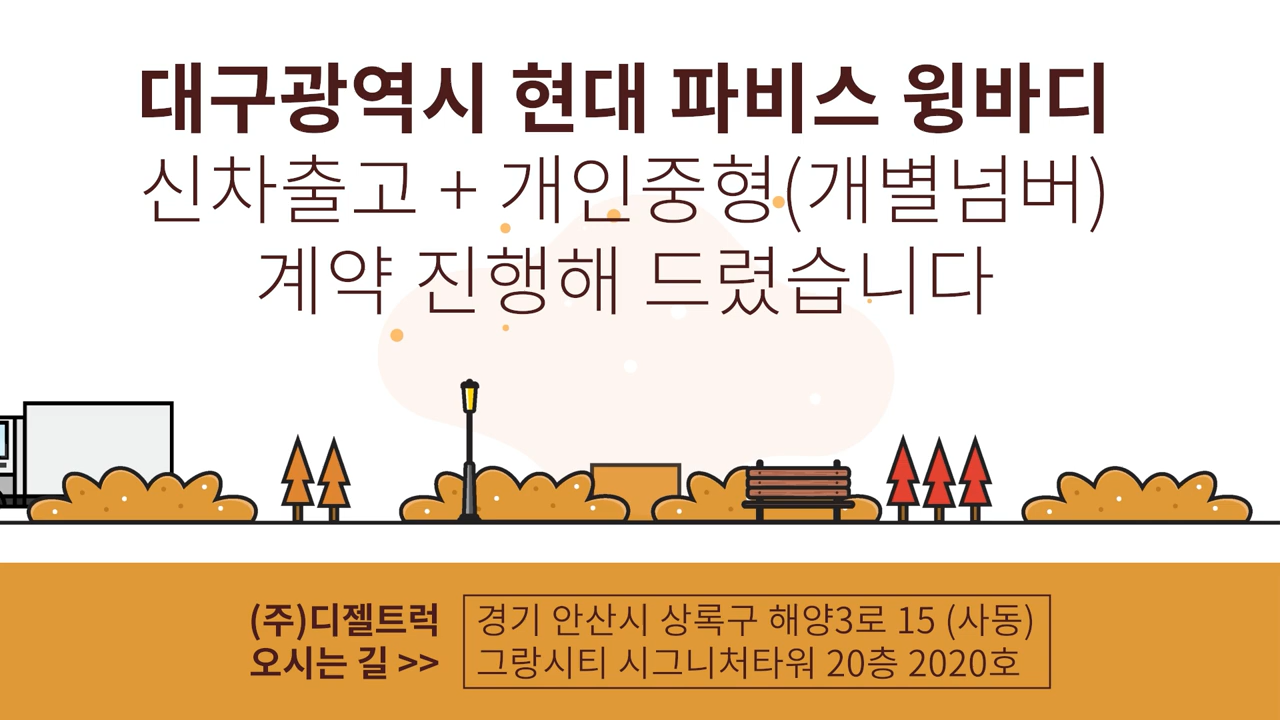 대구광역시 현대 파비스 윙바디
신차출고 + 개인중형(개별넘버)
계약 진행해 드렸습니다
(주)디젤트럭
오시는 길 >>
경기 안산시 상록구 해양3로 15 (사동)
그랑시티 시그니처타워 20층 2020호